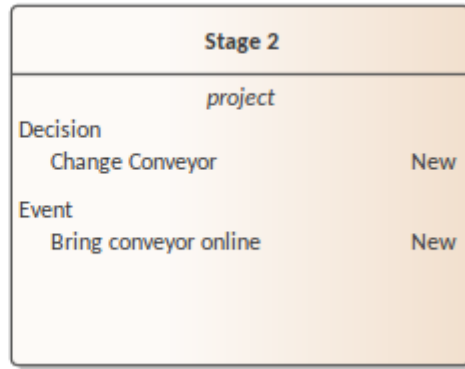 Stage 2
project
Decision
Change Conveyor New
Event
Bring conveyor online New